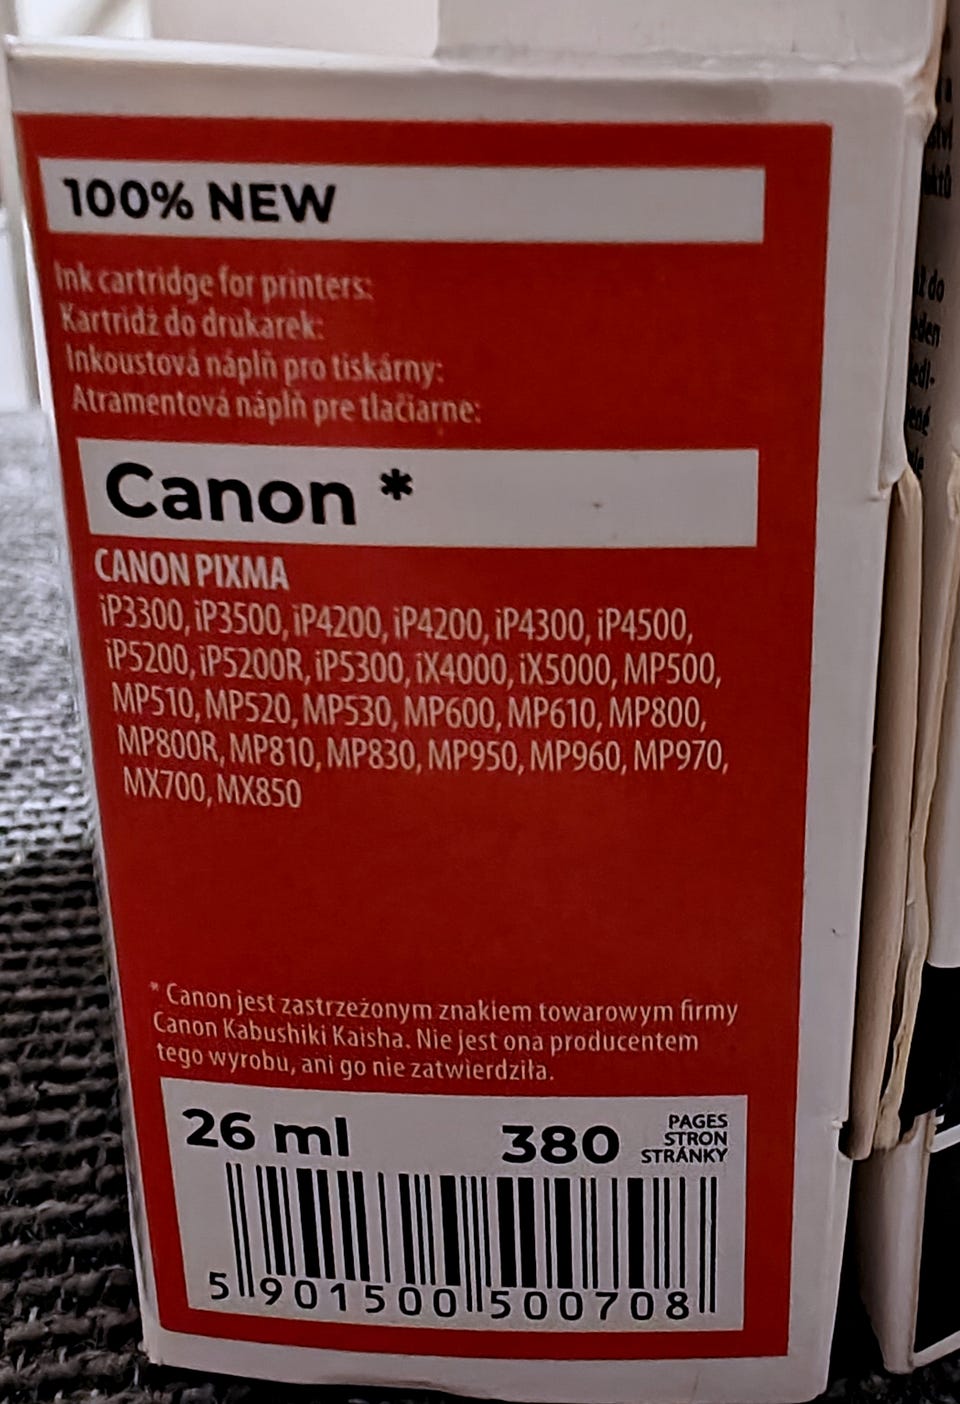 100% NEW
Ink cartridge for printers:
Kartridż do drukarek:
Inkoustová náplň pro tiskárny:
Atramentová náplň pre tlačiarne:
Canon *
CANON PIXMA
iP3300, iP3500, iP4200, iP4200, iP4300, iP4500,
iP5200, iP5200R, iP5300, iX4000, iX5000, MP500,
MP510, MP520, MP530, MP600, MP610, MP800,
MP800R, MP810, MP830, MP950, MP960, MP970,
MX700, MX850
* Canon jest zastrzeżonym znakiem towarowym firmy
Canon Kabushiki Kaisha. Nie jest ona producentem
tego wyrobu, ani go nie zatwierdziła.
26 ml 380 PAGES
STRON
STRÁNKY
5 901500 500708
do